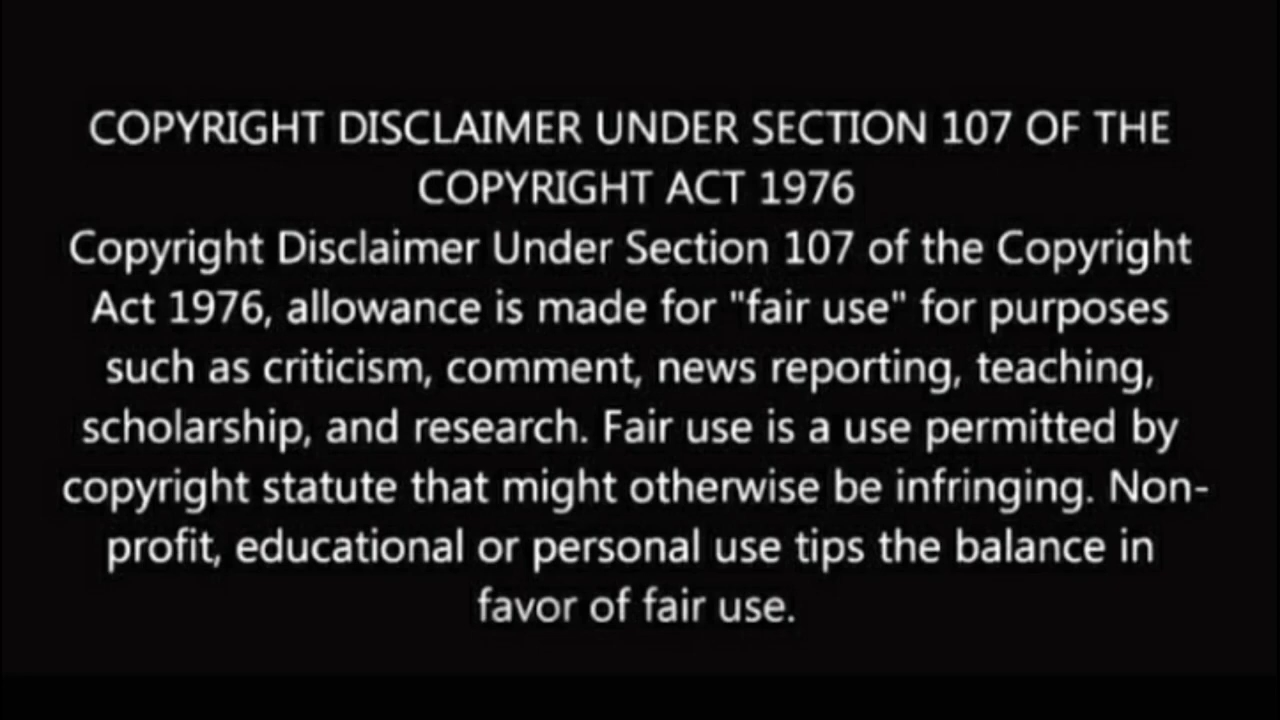 COPYRIGHT DISCLAIMER UNDER SECTION 107 OF THE
COPYRIGHT ACT 1976
Copyright Disclaimer Under Section 107 of the Copyright
Act 1976, allowance is made for "fair use" for purposes
such as criticism, comment, news reporting, teaching,
scholarship, and research. Fair use is a use permitted by
copyright statute that might otherwise be infringing. Non-
profit, educational or personal use tips the balance in
favor of fair use.